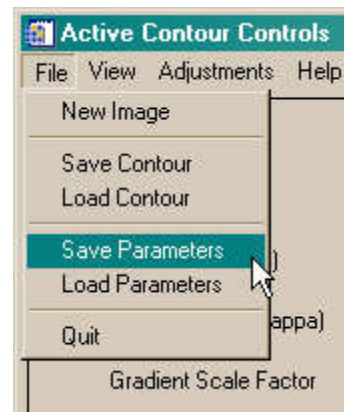 Active Contour Controls
File View Adjustments Help
New Image
Save Contour
Load Contour
Save Parameters
)
Load Parameters
appa)
Quit
Gradient Scale Factor